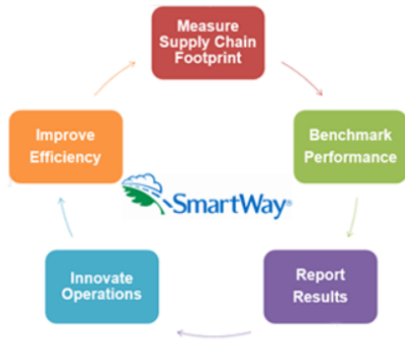 Measure
Supply Chain
Footprint
Improve
Efficiency
Benchmark
Performance
SmartWay®
Innovate
Operations
Report
Results